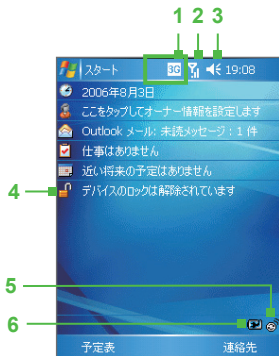 1 2 3
スタート 3G 19:08
2006年8月3日
ここをタップしてオーナー情報を設定します
Outlook メール: 未読メッセージ : 1 件
仕事はありません
近い将来の予定はありません
4
デバイスのロックは解除されています
5
6
予定表 連絡先